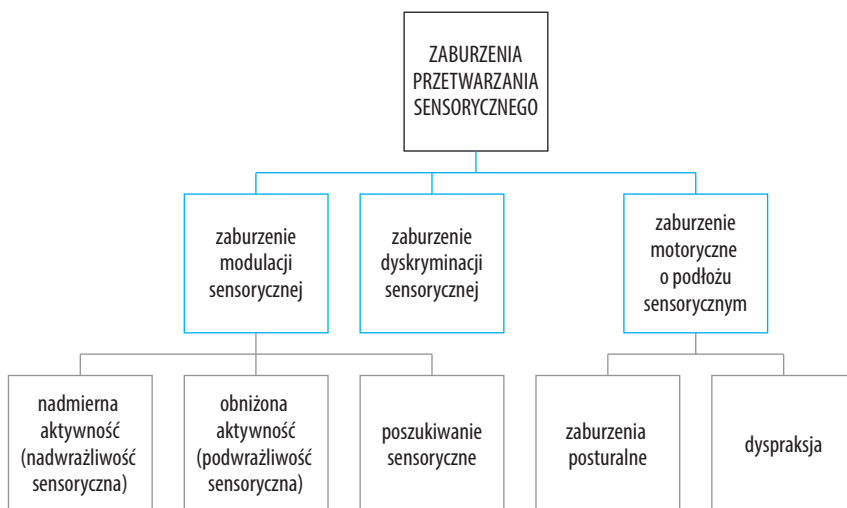 ZABURZENIA
PRZETWARZANIA
SENSORYCZNEGO
zaburzenie
modulacji
sensorycznej
zaburzenie
dyskryminacji
sensorycznej
zaburzenie
motoryczne
o podłożu
sensorycznym
nadmierna
aktywność
(nadwrażliwość
sensoryczna)
obniżona
aktywność
(podwrażliwość
sensoryczna)
poszukiwanie
sensoryczne
zaburzenia
posturalne
dyspraksja